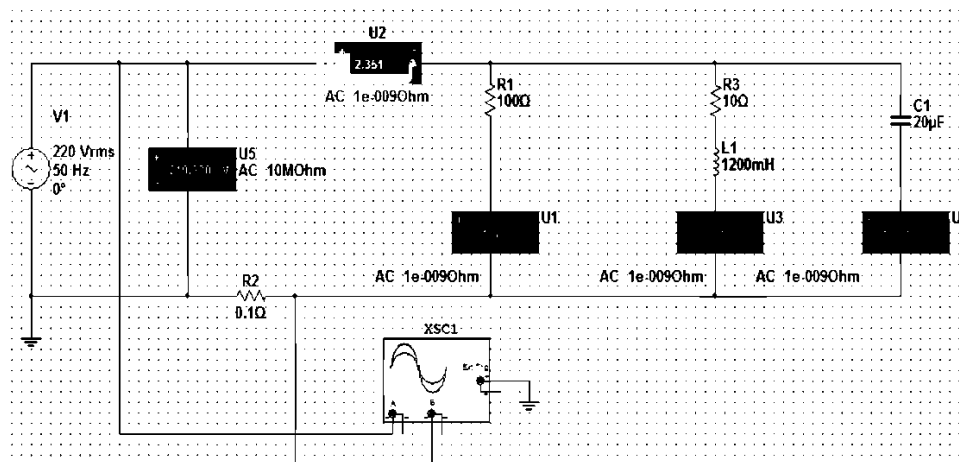 U2
2.351
AC 1e-009Ohm
V1
220 Vrms
50 Hz
0°
U5
AC 10MOhm
R1
100Ω
R3
10Ω
C1
20µF
L1
1200mH
U1
U3
U
AC 1e-009Ohm
AC 1e-009Ohm
AC 1e-009Ohm
R2
0.1Ω
XSC1
A
B